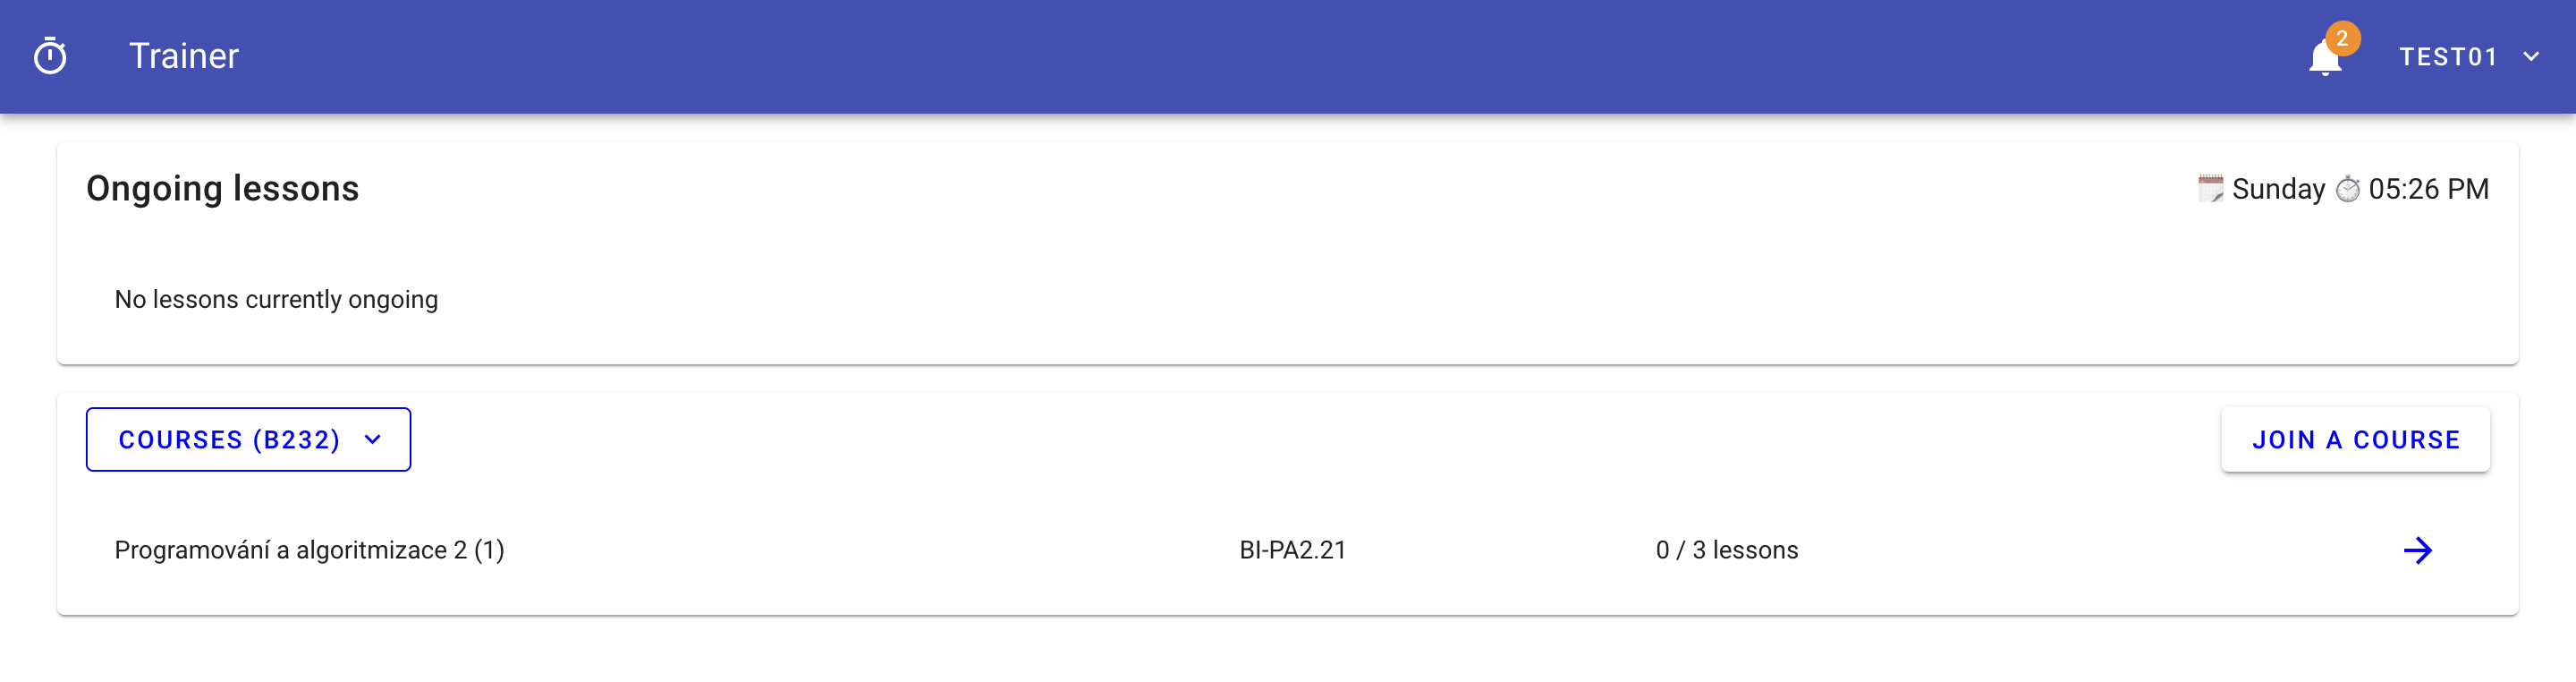 Trainer
2
TEST01
Ongoing lessons
Sunday 05:26 PM
No lessons currently ongoing
COURSES (B232)
JOIN A COURSE
Programování a algoritmizace 2 (1) BI-PA2.21 0 / 3 lessons